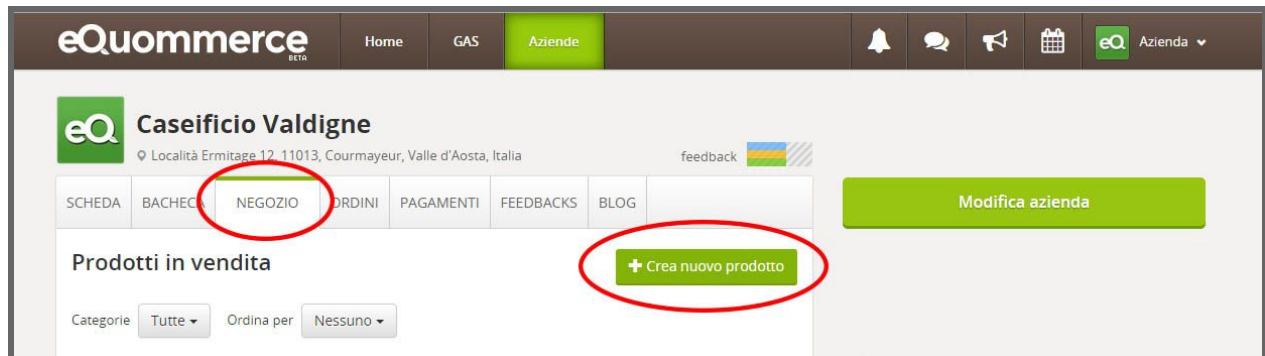 eQuommerce BETA Home GAS Aziende eQ Azienda
eQ Caseificio Valdigne
Località Ermitage 12, 11013, Courmayeur, Valle d'Aosta, Italia feedback
SCHEDA BACHECA NEGOZIO ORDINI PAGAMENTI FEEDBACKS BLOG Modifica azienda
Prodotti in vendita + Crea nuovo prodotto
Categorie Tutte Ordina per Nessuno